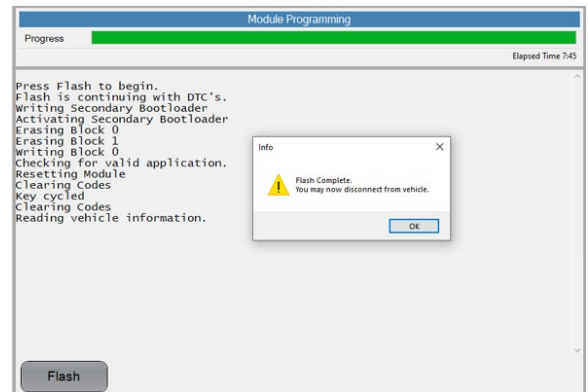 Module Programming
Progress
Elapsed Time 7:45
Press Flash to begin.
Flash is continuing with DTC's.
Writing Secondary Bootloader
Activating Secondary Bootloader
Erasing Block 0
Erasing Block 1
Writing Block 0
Checking for valid application.
Resetting Module
Clearing Codes
Key cycled
Clearing Codes
Reading vehicle information.
Info
Flash Complete.
You may now disconnect from vehicle.
OK
Flash